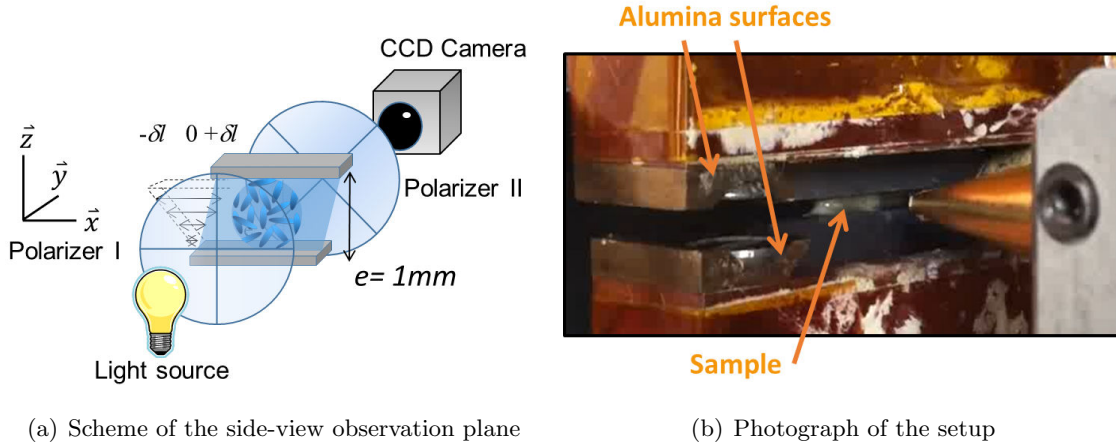 CCD Camera
-δl 0 +δl
z⃗
y⃗
x⃗
Polarizer II
Polarizer I
e= 1mm
Light source
(a) Scheme of the side-view observation plane
Alumina surfaces
Sample
(b) Photograph of the setup